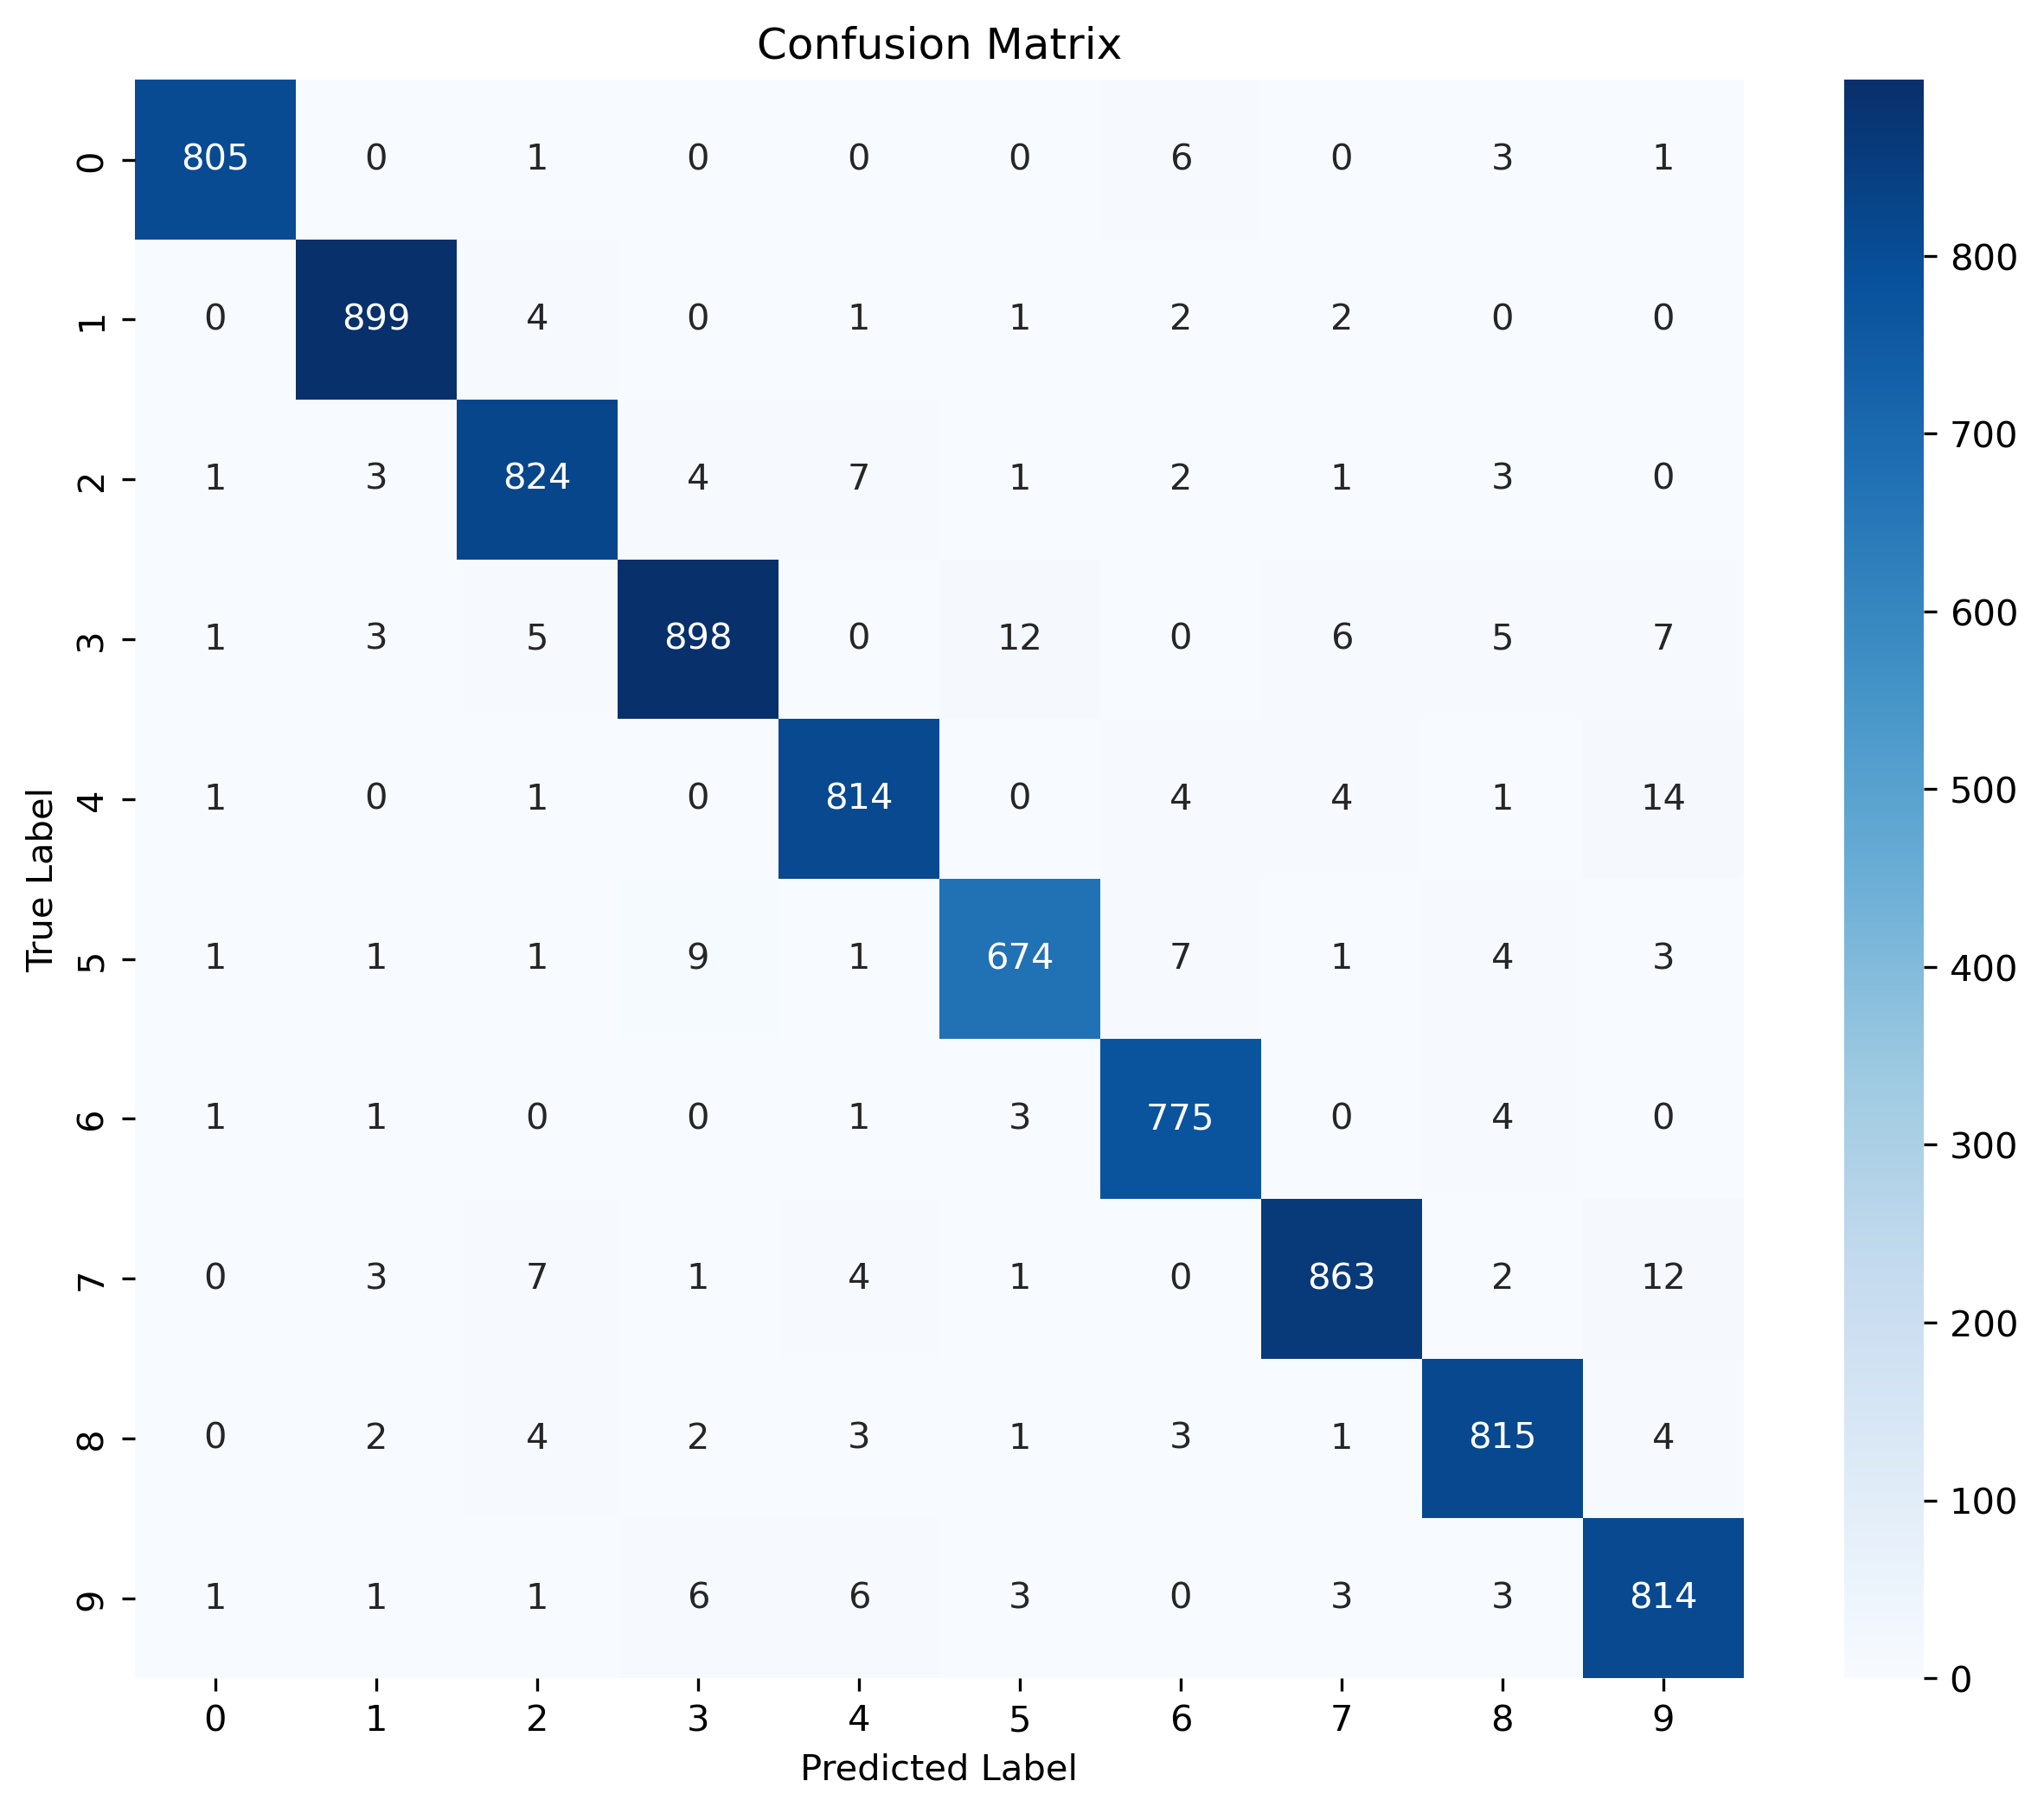 Confusion Matrix
0 805 0 1 0 0 0 6 0 3 1
1 0 899 4 0 1 1 2 2 0 0
2 1 3 824 4 7 1 2 1 3 0
3 1 3 5 898 0 12 0 6 5 7
4 1 0 1 0 814 0 4 4 1 14
5 1 1 1 9 1 674 7 1 4 3
6 1 1 0 0 1 3 775 0 4 0
7 0 3 7 1 4 1 0 863 2 12
8 0 2 4 2 3 1 3 1 815 4
9 1 1 1 6 6 3 0 3 3 814
0 1 2 3 4 5 6 7 8 9
Predicted Label
True Label
800
700
600
500
400
300
200
100
0